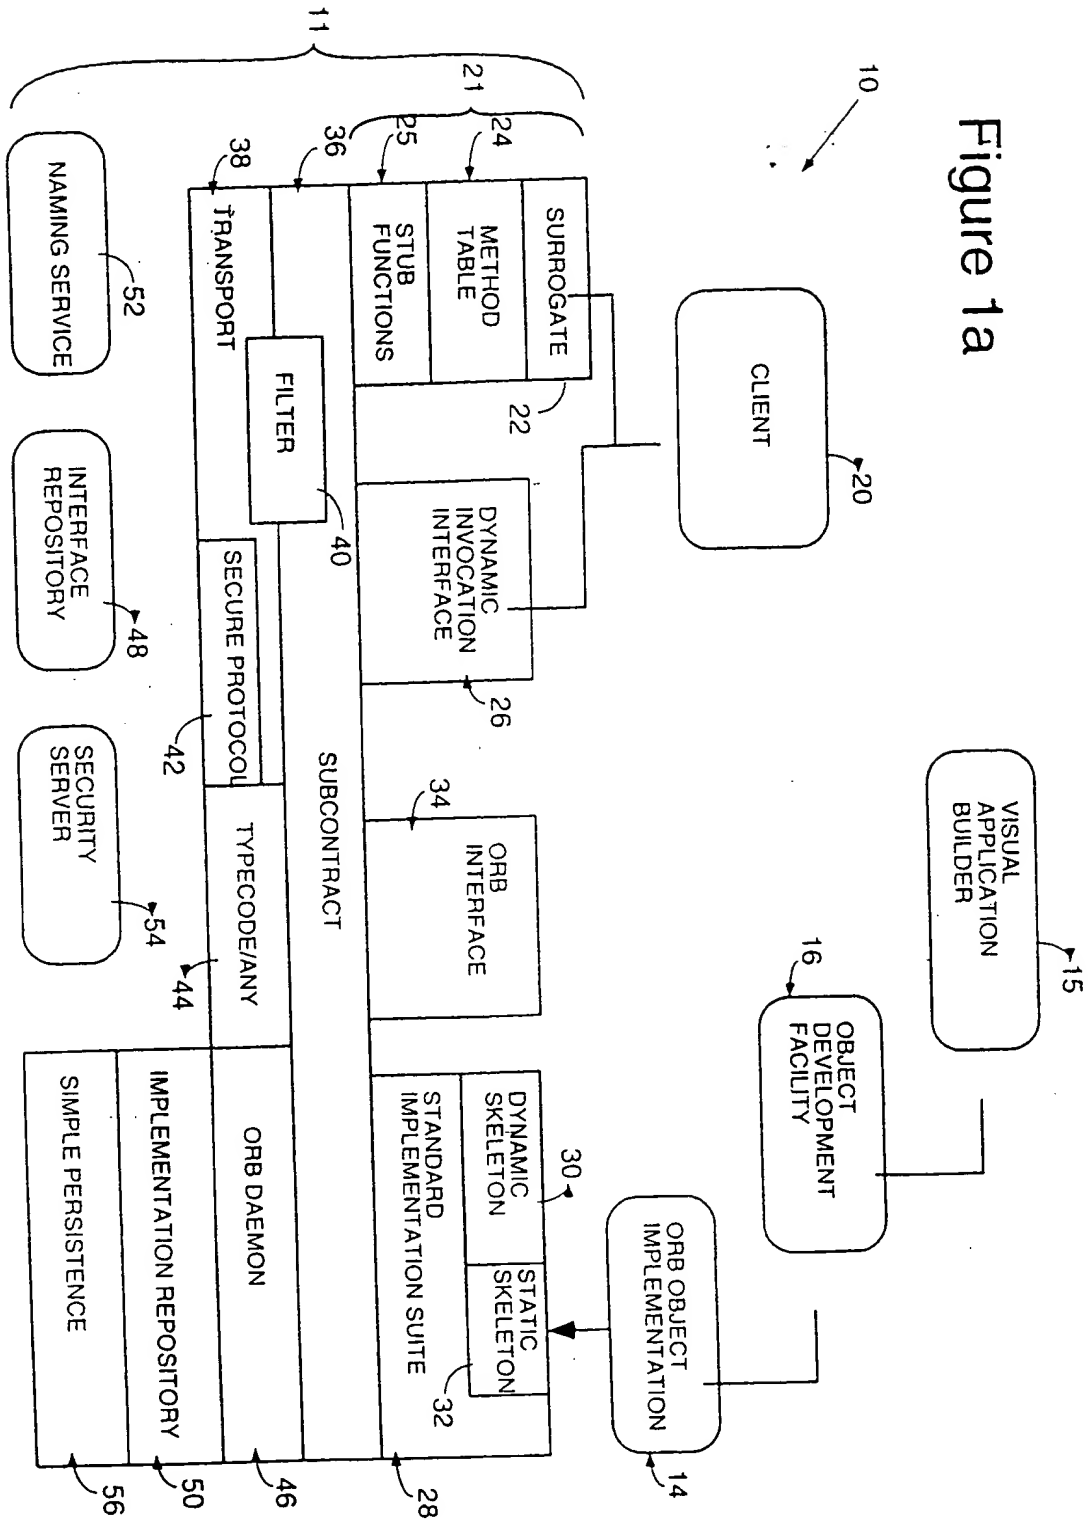 Figure 1a
10
CLIENT
20
VISUAL
APPLICATION
BUILDER
15
16
OBJECT
DEVELOPMENT
FACILITY
ORB OBJECT
IMPLEMENTATION
14
11
21
SURROGATE
22
24
METHOD
TABLE
25
STUB
FUNCTIONS
DYNAMIC
INVOCATION
INTERFACE
26
34
ORB
INTERFACE
30
DYNAMIC
SKELETON
STATIC
SKELETON
32
STANDARD
IMPLEMENTATION SUITE
28
36
SUBCONTRACT
38
TRANSPORT
FILTER
40
SECURE PROTOCOL
42
TYPECODE/ANY
44
ORB DAEMON
46
IMPLEMENTATION REPOSITORY
50
SIMPLE PERSISTENCE
56
NAMING SERVICE
52
INTERFACE
REPOSITORY
48
SECURITY
SERVER
54